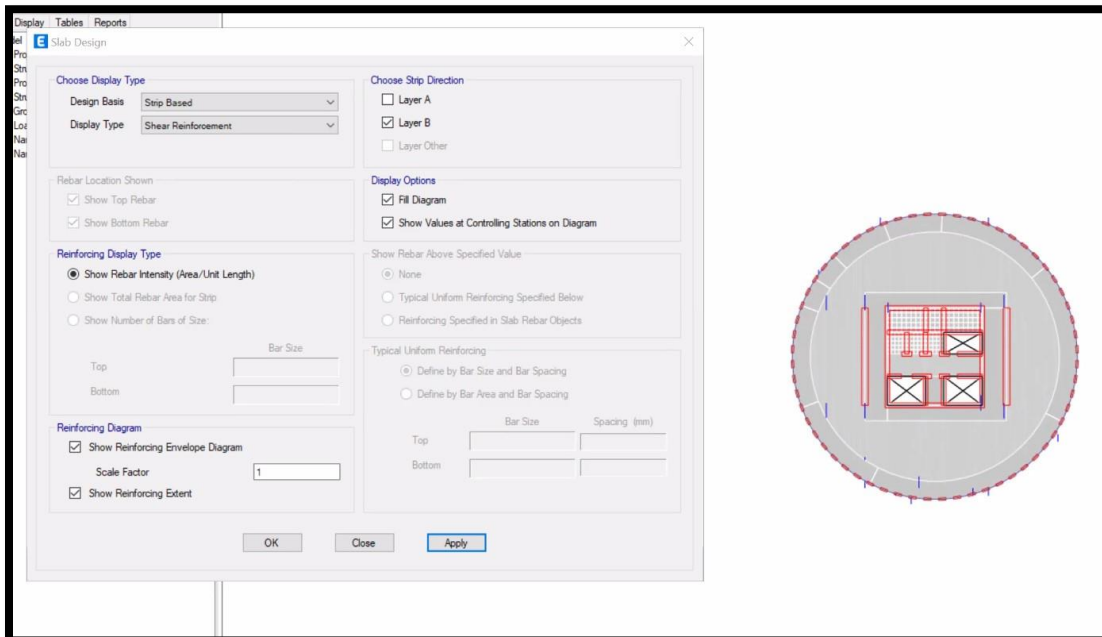 Display Tables Reports
E Slab Design
Choose Display Type
Design Basis Strip Based
Display Type Shear Reinforcement
Rebar Location Shown
Show Top Rebar
Show Bottom Rebar
Reinforcing Display Type
Show Rebar Intensity (Area/Unit Length)
Show Total Rebar Area for Strip
Show Number of Bars of Size:
Bar Size
Top
Bottom
Reinforcing Diagram
Show Reinforcing Envelope Diagram
Scale Factor 1
Show Reinforcing Extent
Choose Strip Direction
Layer A
Layer B
Layer Other
Display Options
Fill Diagram
Show Values at Controlling Stations on Diagram
Show Rebar Above Specified Value
None
Typical Uniform Reinforcing Specified Below
Reinforcing Specified in Slab Rebar Objects
Typical Uniform Reinforcing
Define by Bar Size and Bar Spacing
Define by Bar Area and Bar Spacing
Bar Size Spacing (mm)
Top
Bottom
OK Close Apply